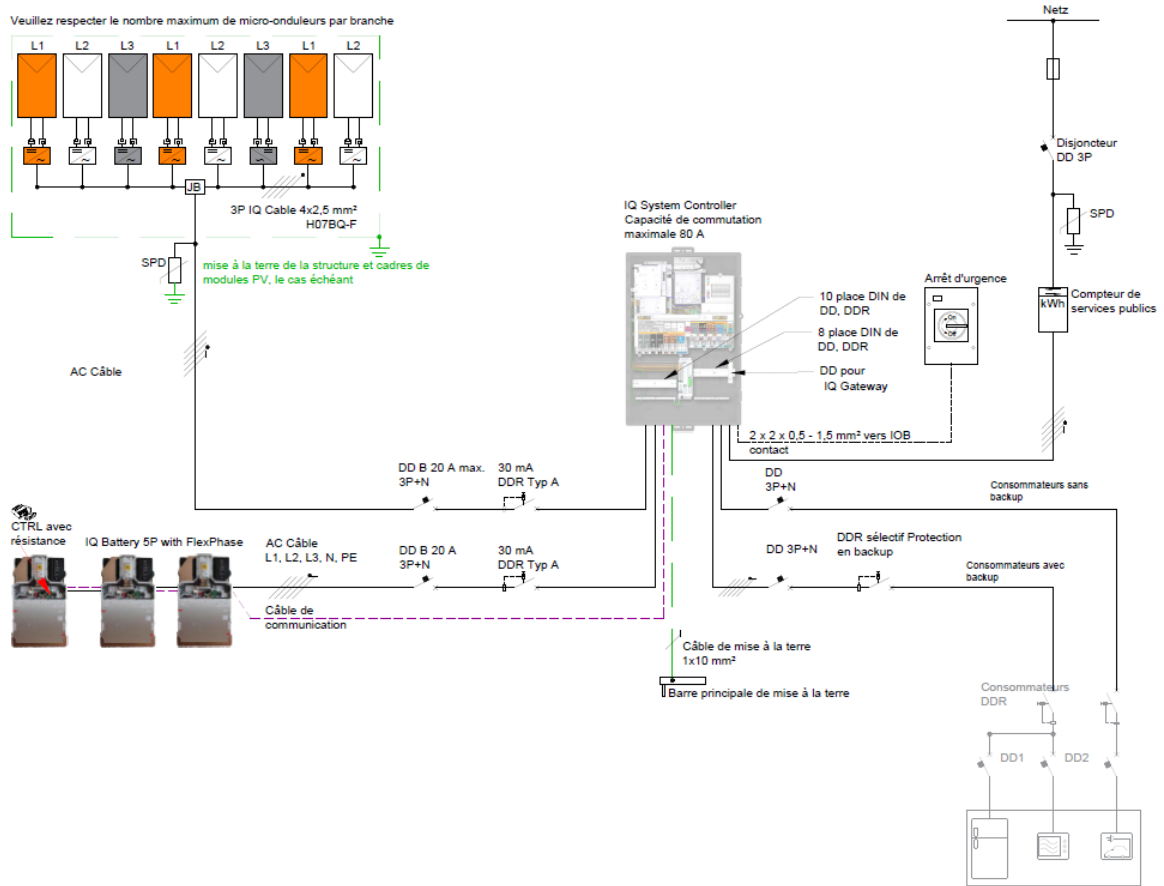 Veuillez respecter le nombre maximum de micro-onduleurs par branche
L1 L2 L3 L1 L2 L3 L1 L2
JB
3P IQ Cable 4x2,5 mm²
H07BQ-F
SPD
mise à la terre de la structure et cadres de
modules PV, le cas échéant
AC Câble
Netz
Disjoncteur
DD 3P
SPD
kWh
Compteur de
services publics
IQ System Controller
Capacité de commutation
maximale 80 A
Arrêt d'urgence
On
Off
10 place DIN de
DD, DDR
8 place DIN de
DD, DDR
DD pour
IQ Gateway
2 x 2 x 0,5 - 1,5 mm² vers IOB
contact
DD B 20 A max.
3P+N
30 mA
DDR Typ A
DD
3P+N
Consommateurs sans
backup
CTRL avec
résistance
IQ Battery 5P with FlexPhase
AC Câble
L1, L2, L3, N, PE
DD B 20 A
3P+N
30 mA
DDR Typ A
DD 3P+N
DDR sélectif Protection
en backup
Consommateurs avec
backup
Câble de
communication
Câble de mise à la terre
1x10 mm²
Barre principale de mise à la terre
Consommateurs
DDR
DD1
DD2